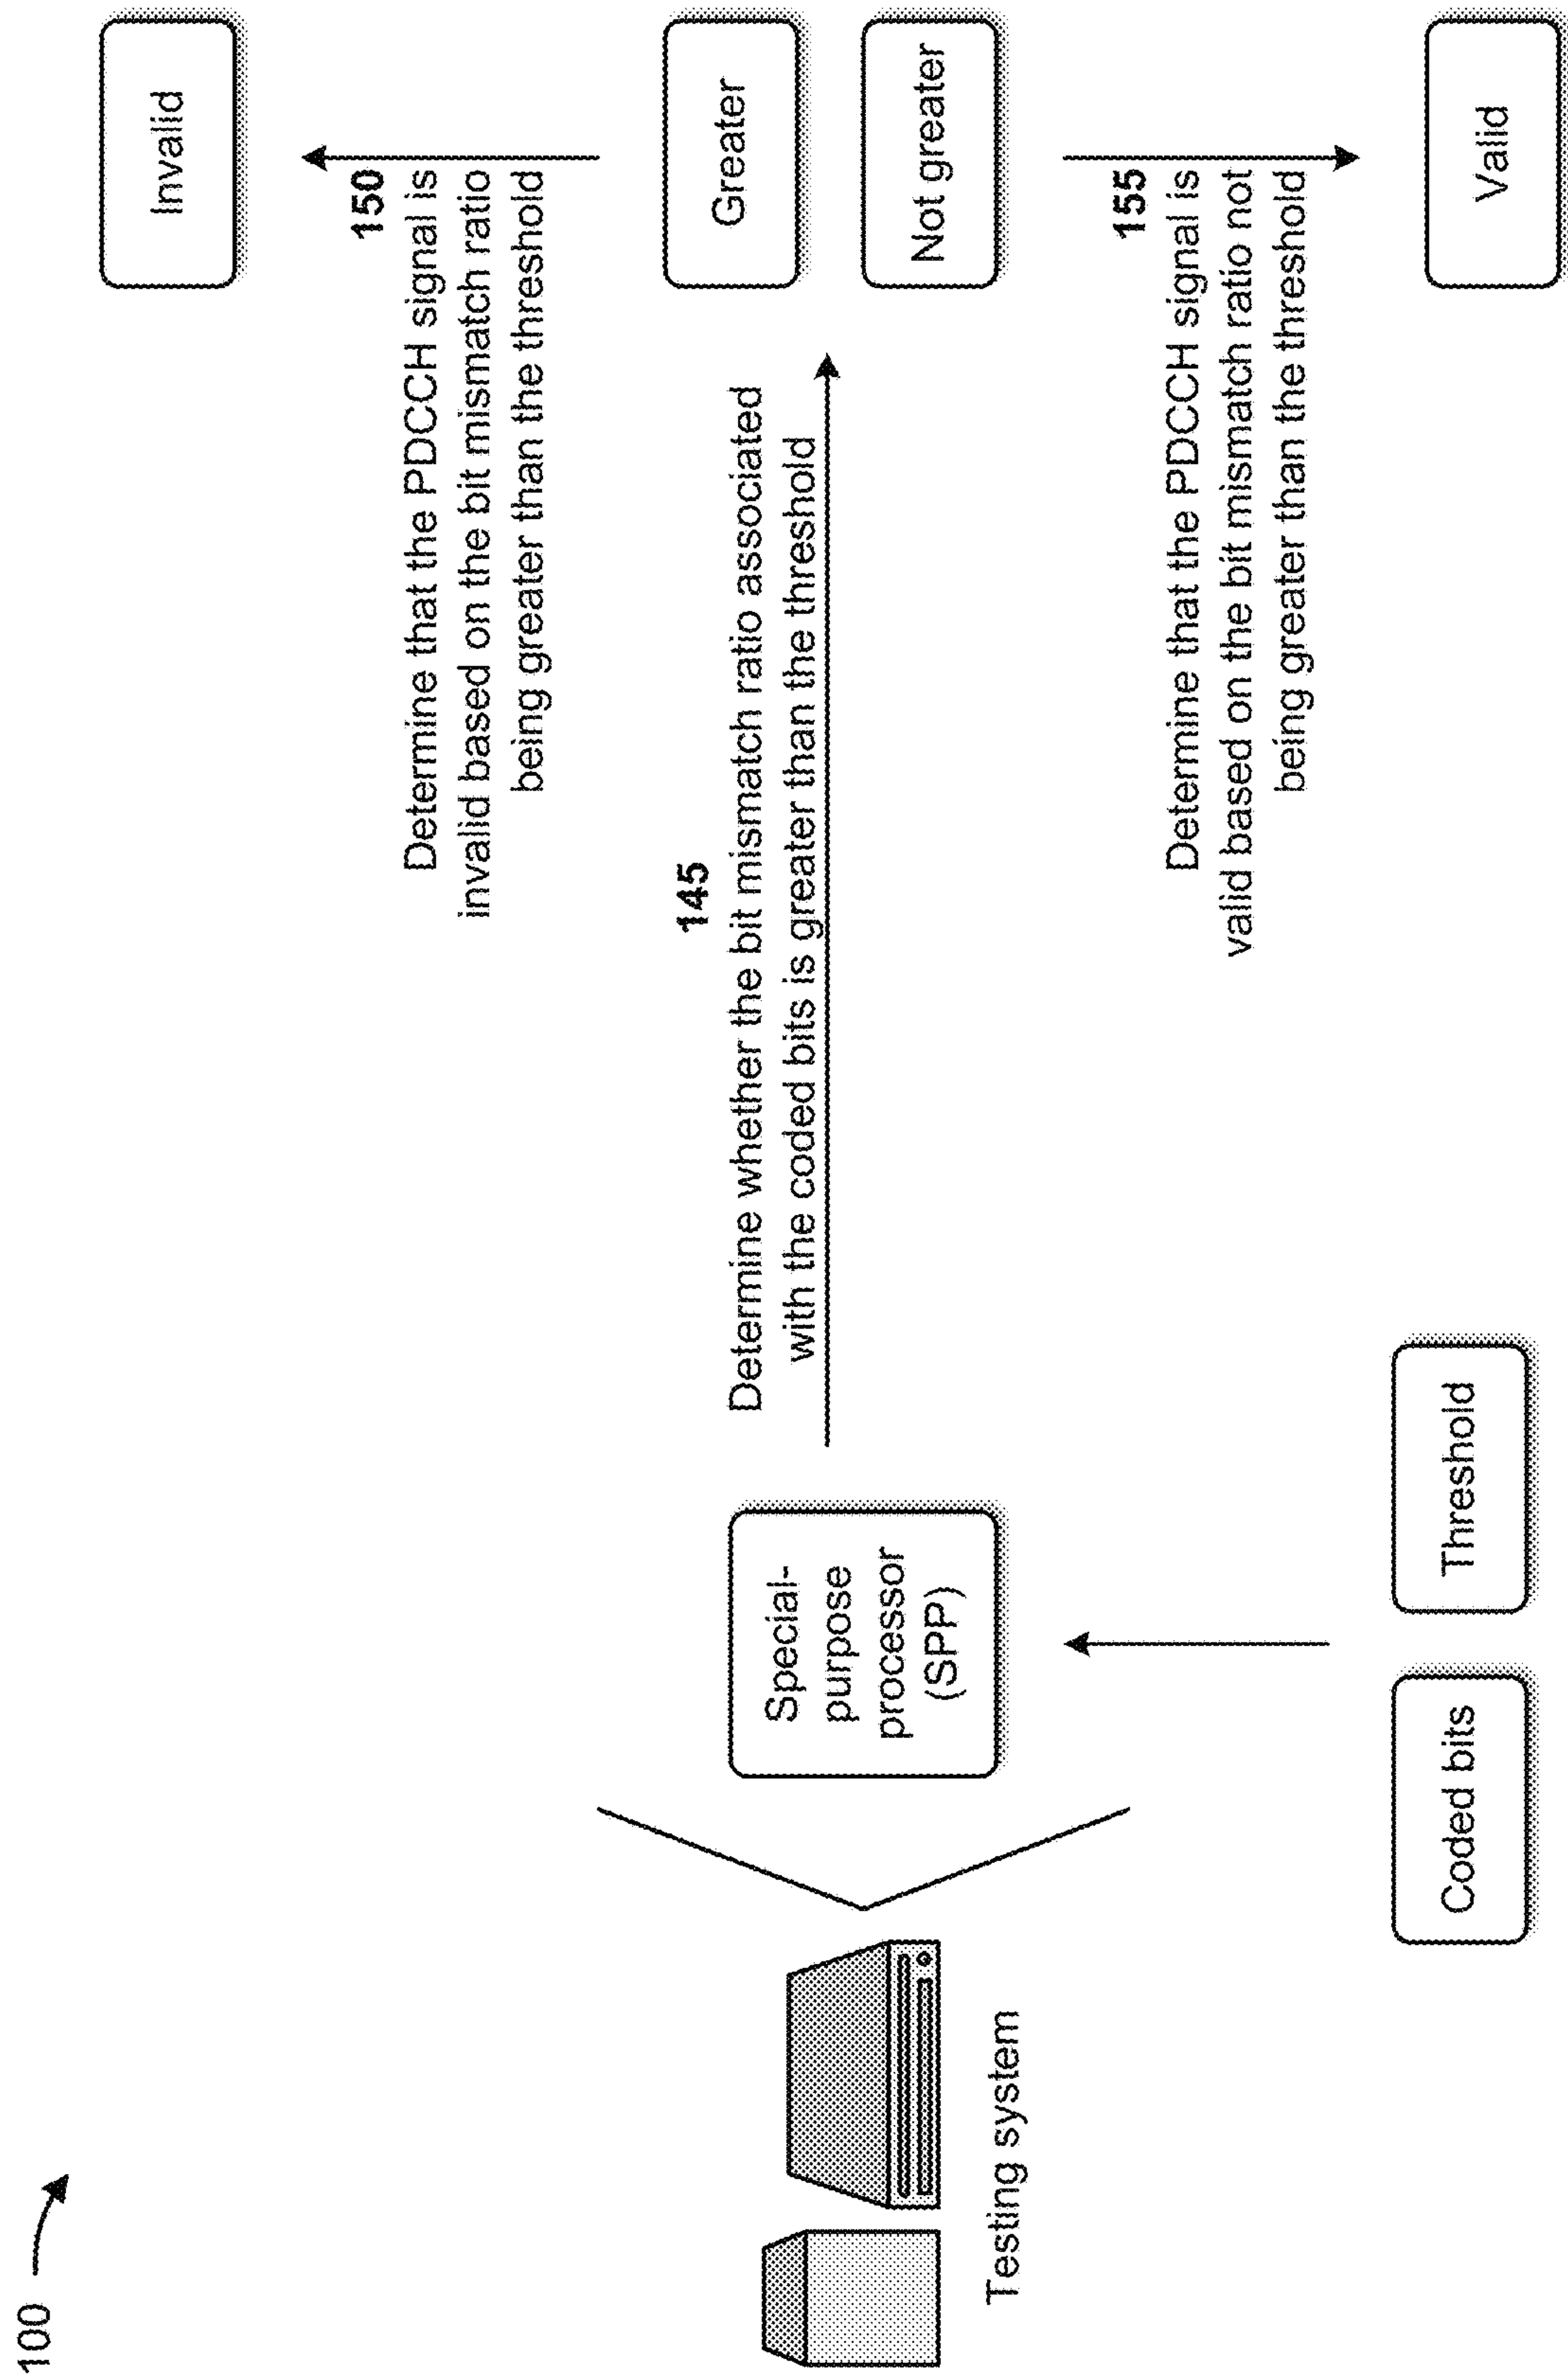 100
Testing system
Special-
purpose
processor
(SPP)
Coded bits
Threshold
145
Determine whether the bit mismatch ratio associated
with the coded bits is greater than the threshold
Greater
Not greater
150
Determine that the PDCCH signal is
invalid based on the bit mismatch ratio
being greater than the threshold
Invalid
155
Determine that the PDCCH signal is
valid based on the bit mismatch ratio not
being greater than the threshold
Valid